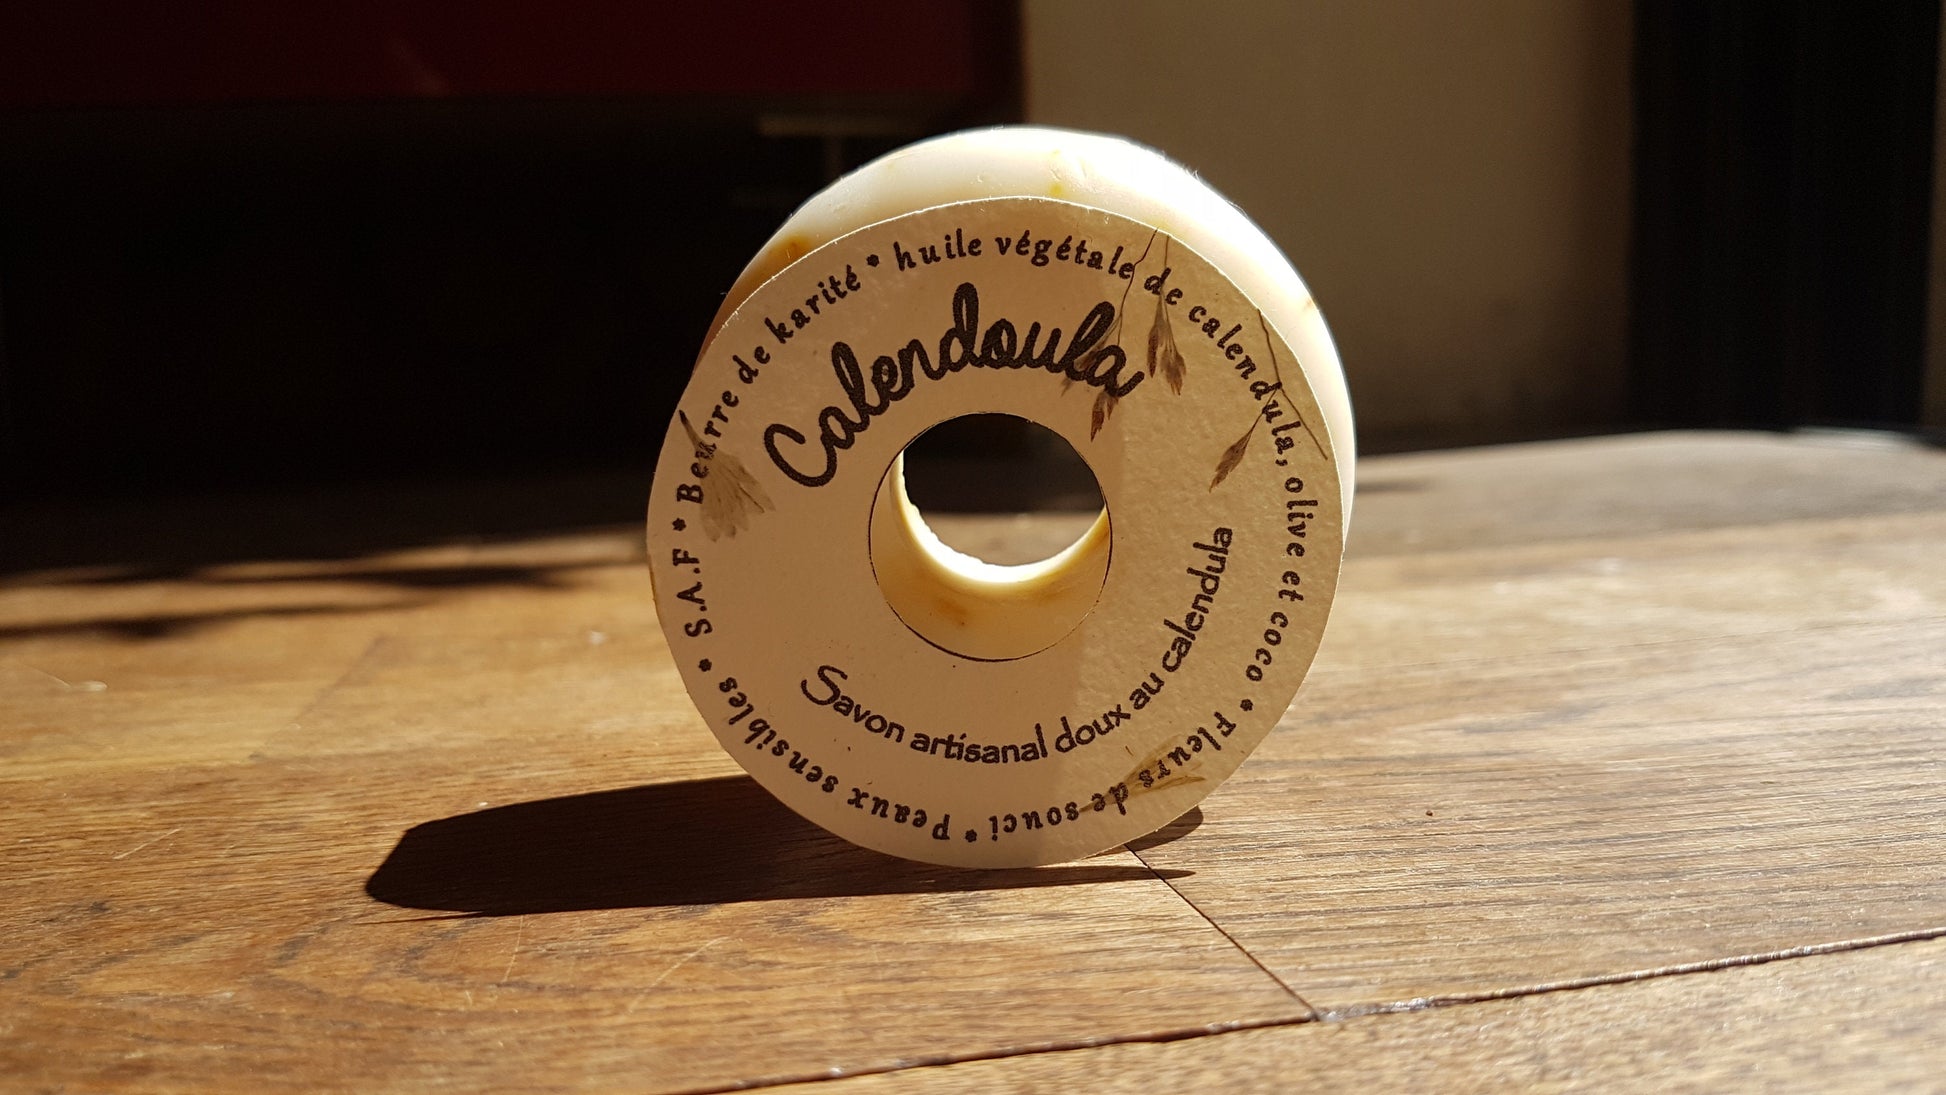 Calendoula
Savon artisanal doux au calendula
S.A.F * Beurre de karité * huile végétale de calendula, olive et coco * Fleurs de souci * Peaux sensibles *